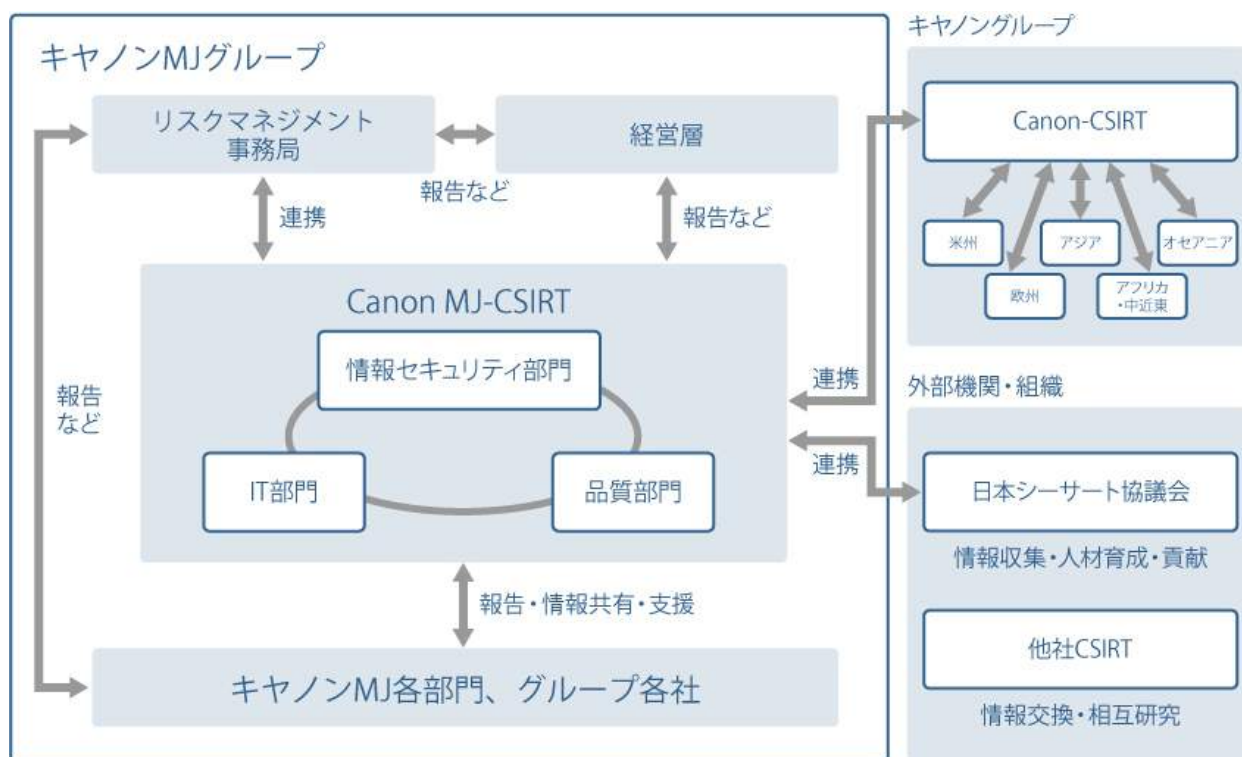 キヤノンMJグループ
リスクマネジメント
事務局
経営層
報告など
連携
報告など
Canon MJ-CSIRT
情報セキュリティ部門
IT部門
品質部門
報告
など
報告・情報共有・支援
キヤノンMJ各部門、グループ各社
連携
連携
キヤノングループ
Canon-CSIRT
米州
アジア
オセアニア
欧州
アフリカ
・中近東
外部機関・組織
日本シーサート協議会
情報収集・人材育成・貢献
他社CSIRT
情報交換・相互研究